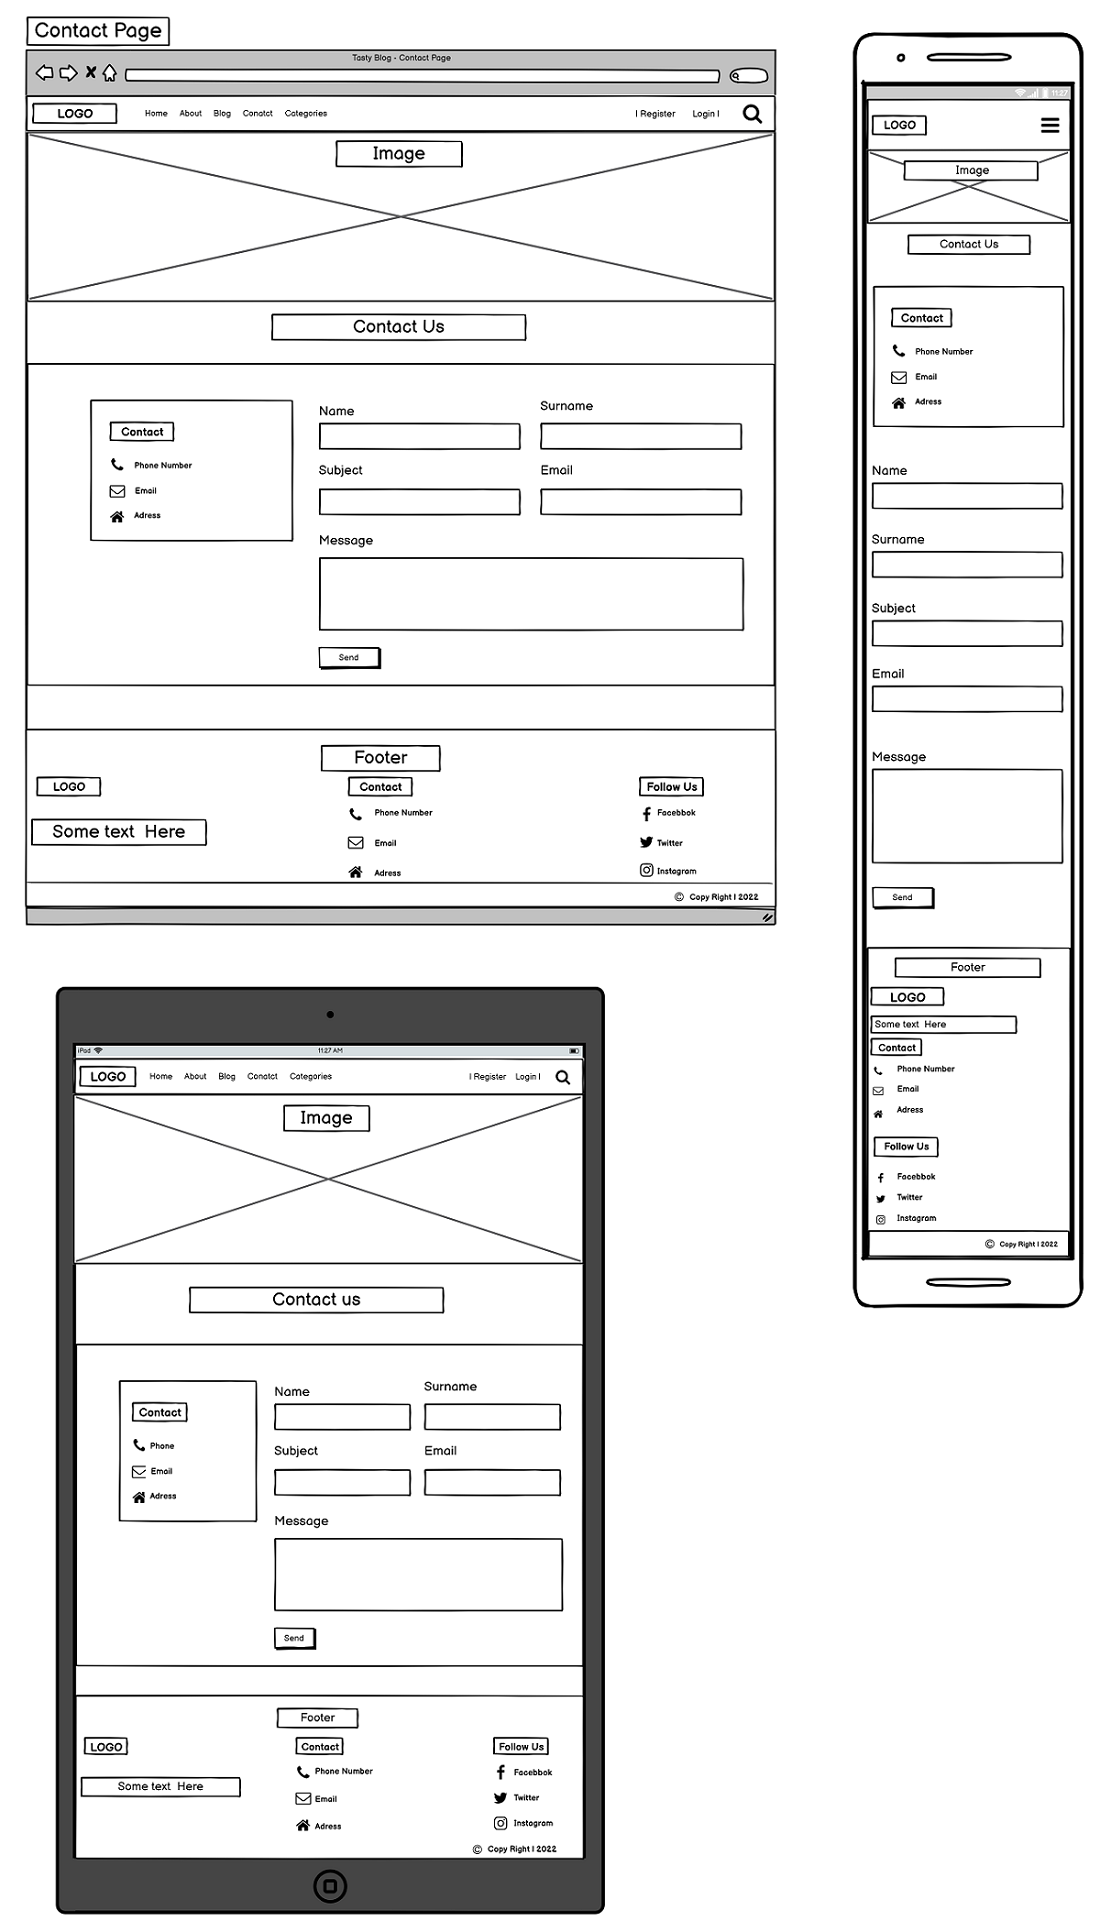 Contact Page
Tasty Blog - Contact Page
LOGO Home About Blog Conatct Categories | Register Login |
Image
Contact Us
Contact
Phone Number
Email
Adress
Name Surname
Subject Email
Message
Send
Footer
LOGO Contact Follow Us
Phone Number Facebbok
Some text Here
Email Twitter
Adress Instagram
© Copy Right | 2022
11:27
LOGO
Image
Contact Us
Contact
Phone Number
Email
Adress
Name
Surname
Subject
Email
Message
Send
Footer
LOGO
Some text Here
Contact
Phone Number
Email
Adress
Follow Us
Facebbok
Twitter
Instagram
© Copy Right | 2022
iPad 11:27 AM
LOGO Home About Blog Conatct Categories | Register Login |
Image
Contact us
Contact
Phone
Email
Adress
Name Surname
Subject Email
Message
Send
Footer
LOGO Contact Follow Us
Phone Number Facebbok
Some text Here
Email Twitter
Adress Instagram
© Copy Right | 2022